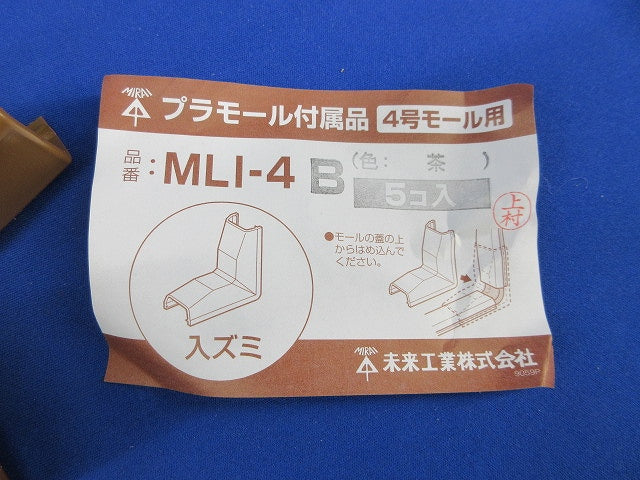 MIRAI
プラモール付属品 4号モール用
品番: MLI-4 B (色: 茶 )
5コ入
上村
●モールの蓋の上
からはめ込んで
ください。
入ズミ
MIRAI 未来工業株式会社
9059P